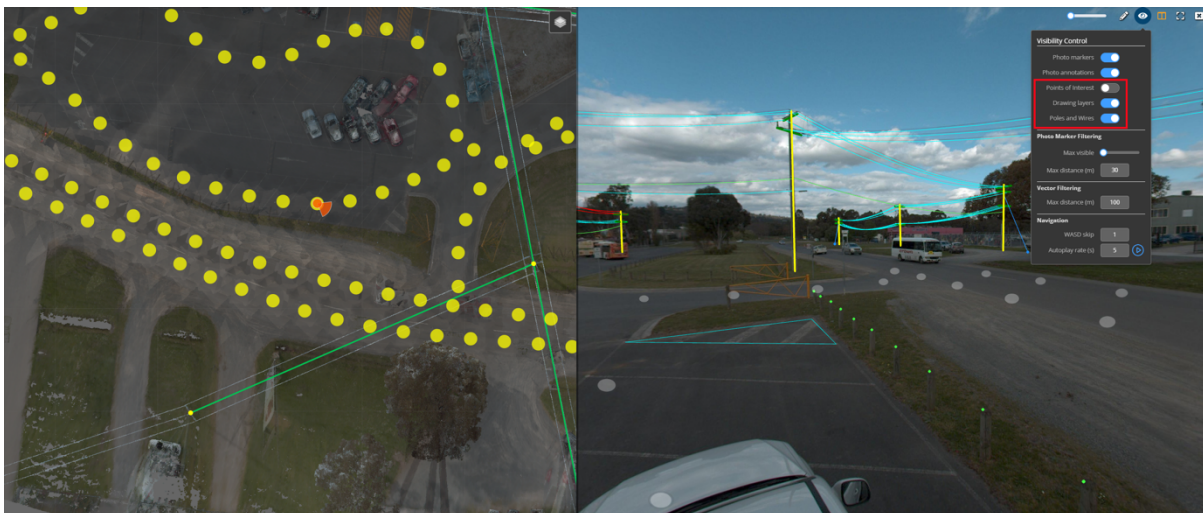 Visibility Control
Photo markers
Photo annotations
Points of Interest
Drawing layers
Poles and Wires
Photo Marker Filtering
Max visible
Max distance (m) 30
Vector Filtering
Max distance (m) 100
Navigation
WASD skip 1
Autoplay rate (s) 5